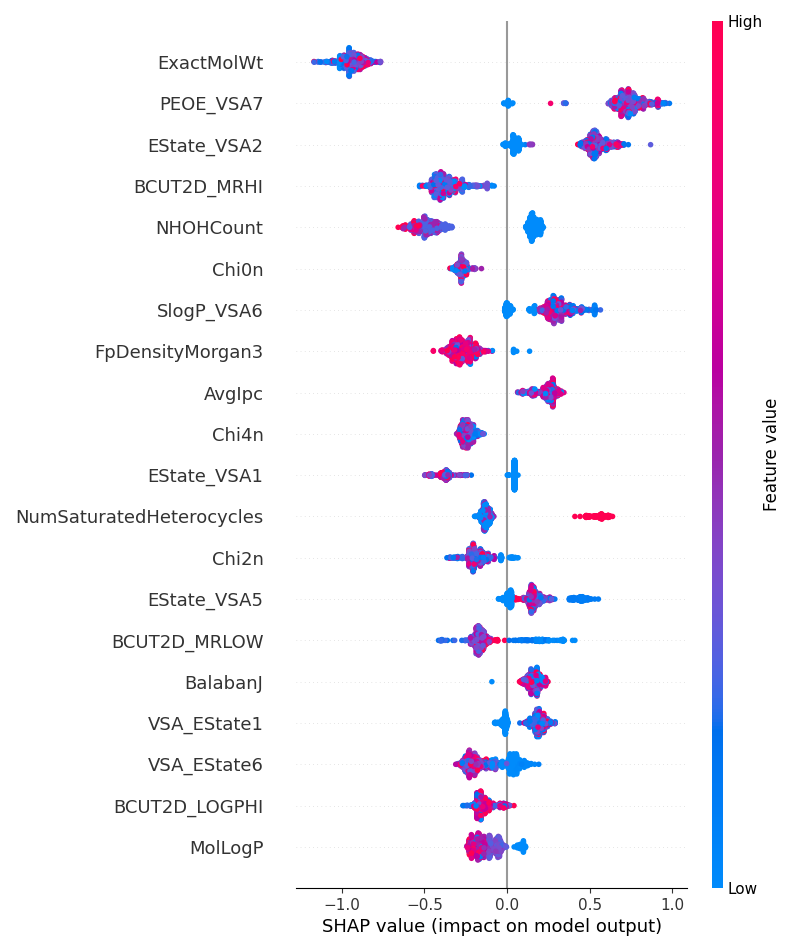 High
ExactMolWt
PEOE_VSA7
EState_VSA2
BCUT2D_MRHI
NHOHCount
Chi0n
SlogP_VSA6
FpDensityMorgan3
AvgIpc
Chi4n
EState_VSA1
NumSaturatedHeterocycles
Chi2n
EState_VSA5
BCUT2D_MRLOW
BalabanJ
VSA_EState1
VSA_EState6
BCUT2D_LOGPHI
MolLogP
Feature value
Low
−1.0 −0.5 0.0 0.5 1.0
SHAP value (impact on model output)